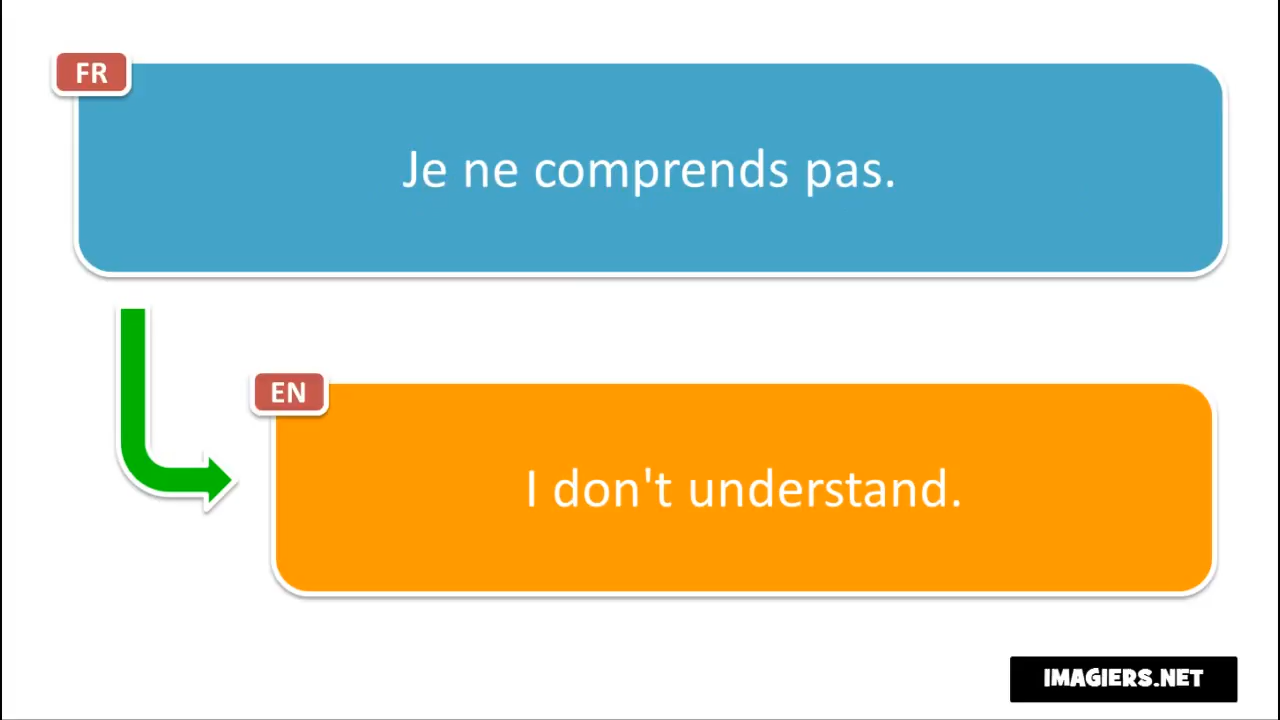 FR
Je ne comprends pas.
EN
I don't understand.
IMAGIERS.NET